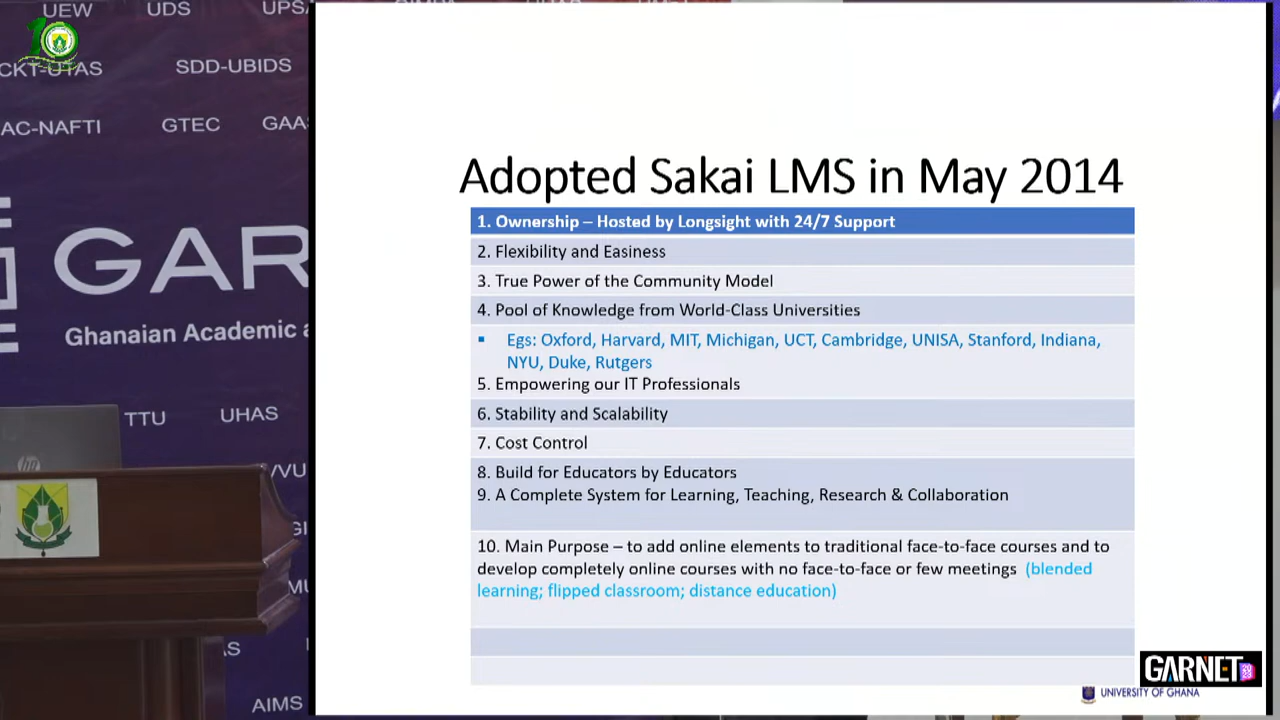 UEW UDS UPSA
CKT-UTAS SDD-UBIDS
AC-NAFTI GTEC GAAS
GAR
Ghanaian Academic a
TTU UHAS
VVU
AIMS
hp
Adopted Sakai LMS in May 2014
1. Ownership – Hosted by Longsight with 24/7 Support
2. Flexibility and Easiness
3. True Power of the Community Model
4. Pool of Knowledge from World-Class Universities
▪ Egs: Oxford, Harvard, MIT, Michigan, UCT, Cambridge, UNISA, Stanford, Indiana,
NYU, Duke, Rutgers
5. Empowering our IT Professionals
6. Stability and Scalability
7. Cost Control
8. Build for Educators by Educators
9. A Complete System for Learning, Teaching, Research & Collaboration
10. Main Purpose – to add online elements to traditional face-to-face courses and to
develop completely online courses with no face-to-face or few meetings (blended
learning; flipped classroom; distance education)
GARNET 2023
UNIVERSITY OF GHANA